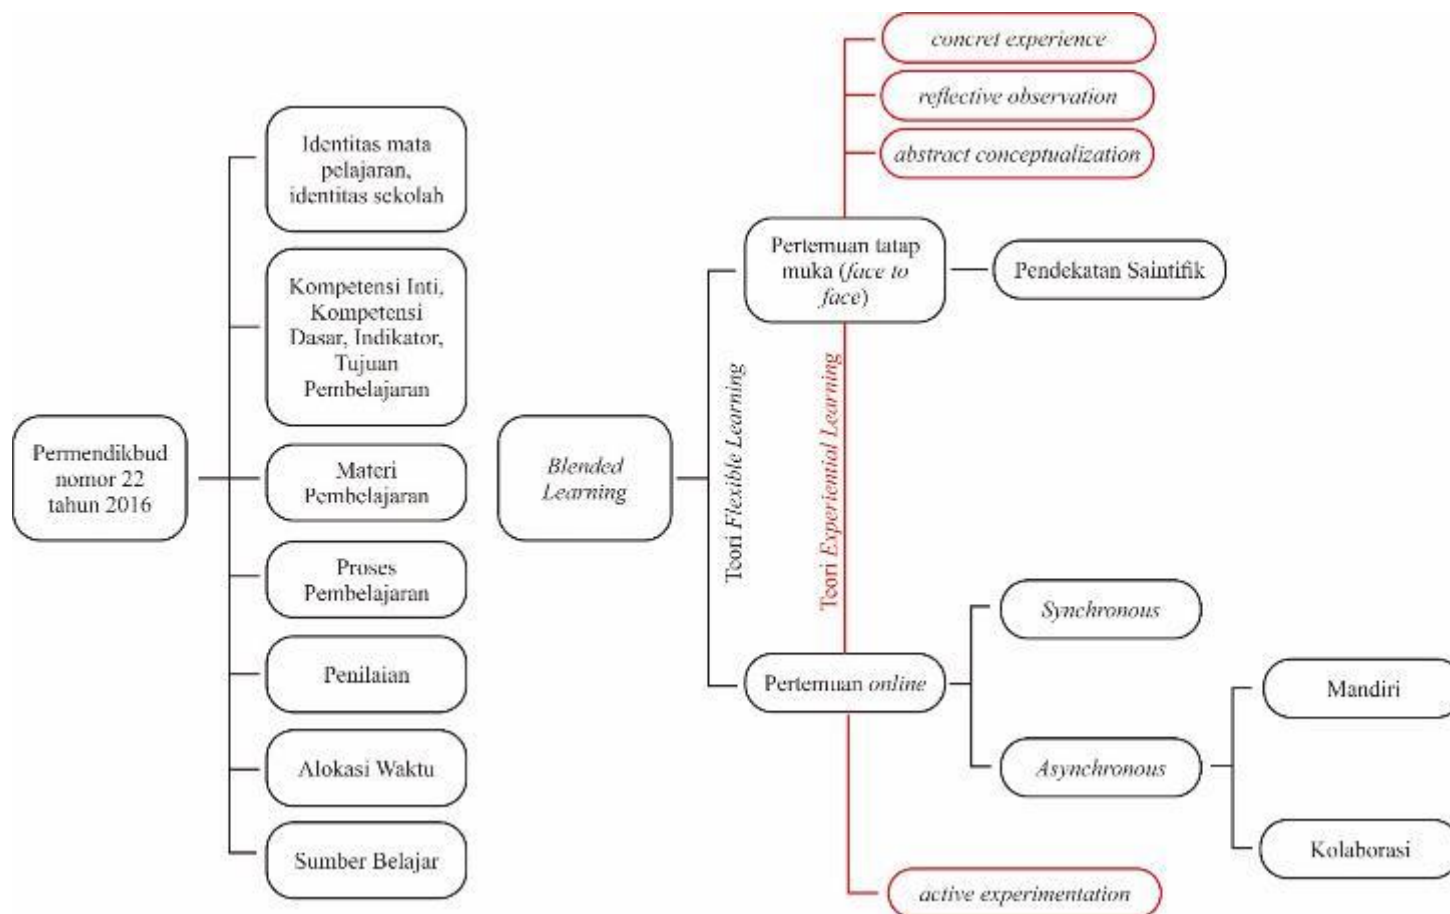 Permendikbud
nomor 22
tahun 2016
Identitas mata
pelajaran,
identitas sekolah
Kompetensi Inti,
Kompetensi
Dasar, Indikator,
Tujuan
Pembelajaran
Materi
Pembelajaran
Proses
Pembelajaran
Penilaian
Alokasi Waktu
Sumber Belajar
Blended
Learning
Teori Flexible Learning
Teori Experiential Learning
concret experience
reflective observation
abstract conceptualization
Pertemuan tatap
muka (face to
face)
Pendekatan Saintifik
Pertemuan online
Synchronous
Asynchronous
Mandiri
Kolaborasi
active experimentation